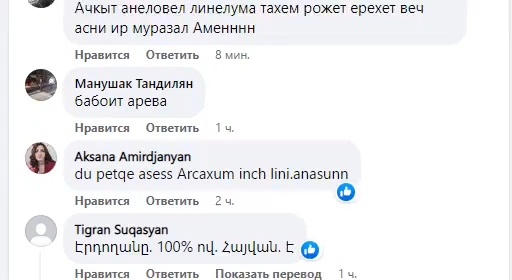 Ачкыт анеловел линелума тахем рожет ерехет веч
асни ир муразал Аменннн
Нравится Ответить 8 мин.
Манушак Тандилян
бабоит арева
Нравится Ответить 1 ч.
Aksana Amirdjanyan
du petqe asess Arcaxum inch lini.anasunn
Нравится Ответить 2 ч.
Tigran Suqasyan
Էրդողանը. 100% ով. Հայվան. Է
Нравится Ответить Показать перевод 1 ч.